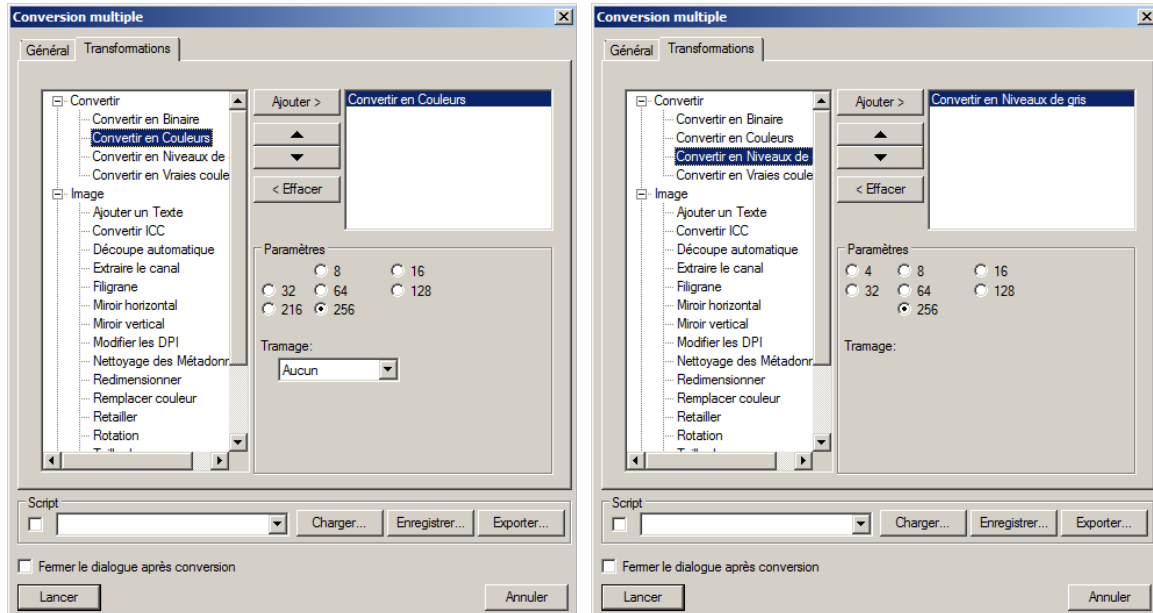 Conversion multiple
Général Transformations
Convertir
Convertir en Binaire
Convertir en Couleurs
Convertir en Niveaux de
Convertir en Vraies coule
Image
Ajouter un Texte
Convertir ICC
Découpe automatique
Extraire le canal
Filigrane
Miroir horizontal
Miroir vertical
Modifier les DPI
Nettoyage des Métadonr
Redimensionner
Remplacer couleur
Retailler
Rotation
Ajouter >
< Effacer
Convertir en Couleurs
Paramètres
8 16
32 64 128
216 256
Tramage:
Aucun
Script
Charger... Enregistrer... Exporter...
Fermer le dialogue après conversion
Lancer Annuler
Conversion multiple
Général Transformations
Convertir
Convertir en Binaire
Convertir en Couleurs
Convertir en Niveaux de
Convertir en Vraies coule
Image
Ajouter un Texte
Convertir ICC
Découpe automatique
Extraire le canal
Filigrane
Miroir horizontal
Miroir vertical
Modifier les DPI
Nettoyage des Métadonr
Redimensionner
Remplacer couleur
Retailler
Rotation
Ajouter >
< Effacer
Convertir en Niveaux de gris
Paramètres
4 8 16
32 64 128
256
Tramage:
Script
Charger... Enregistrer... Exporter...
Fermer le dialogue après conversion
Lancer Annuler